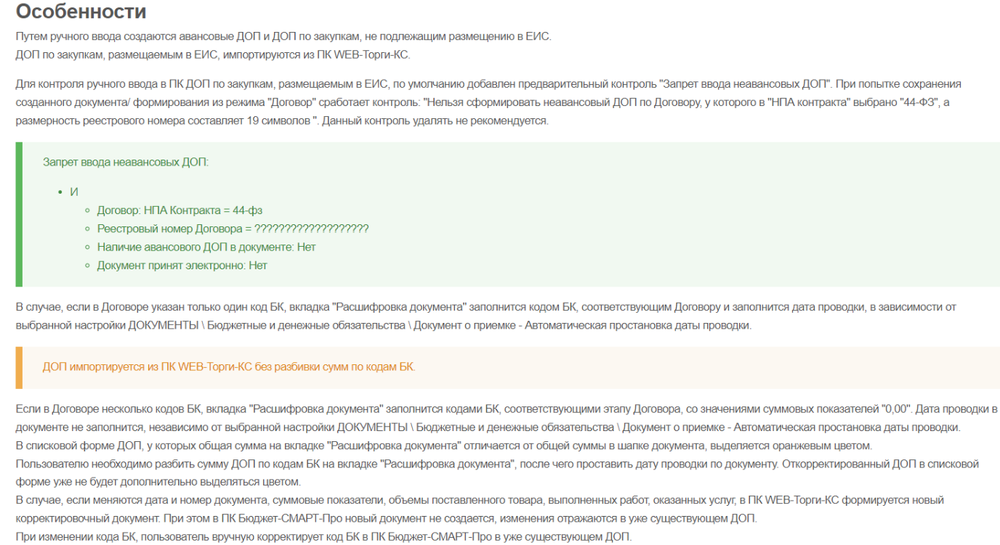 Особенности
Путем ручного ввода создаются авансовые ДОП и ДОП по закупкам, не подлежащим размещению в ЕИС.
ДОП по закупкам, размещаемым в ЕИС, импортируются из ПК WEB-Торги-КС.
Для контроля ручного ввода в ПК ДОП по закупкам, размещаемым в ЕИС, по умолчанию добавлен предварительный контроль "Запрет ввода неавансовых ДОП". При попытке сохранения
созданного документа/ формирования из режима "Договор" сработает контроль: "Нельзя сформировать неавансовый ДОП по Договору, у которого в "НПА контракта" выбрано "44-ФЗ", а
размерность реестрового номера составляет 19 символов ". Данный контроль удалять не рекомендуется.
Запрет ввода неавансовых ДОП:
• И
◦ Договор: НПА Контракта = 44-фз
◦ Реестровый номер Договора = ???????????????????
◦ Наличие авансового ДОП в документе: Нет
◦ Документ принят электронно: Нет
В случае, если в Договоре указан только один код БК, вкладка "Расшифровка документа" заполнится кодом БК, соответствующим Договору и заполнится дата проводки, в зависимости от
выбранной настройки ДОКУМЕНТЫ \ Бюджетные и денежные обязательства \ Документ о приемке - Автоматическая простановка даты проводки.
ДОП импортируется из ПК WEB-Торги-КС без разбивки сумм по кодам БК.
Если в Договоре несколько кодов БК, вкладка "Расшифровка документа" заполнится кодами БК, соответствующими этапу Договора, со значениями суммовых показателей "0,00". Дата проводки в
документе не заполнится, независимо от выбранной настройки ДОКУМЕНТЫ \ Бюджетные и денежные обязательства \ Документ о приемке - Автоматическая простановка даты проводки.
В списковой форме ДОП, у которых общая сумма на вкладке "Расшифровка документа" отличается от общей суммы в шапке документа, выделяется оранжевым цветом.
Пользователю необходимо разбить сумму ДОП по кодам БК на вкладке "Расшифровка документа", после чего проставить дату проводки по документу. Откорректированный ДОП в списковой
форме уже не будет дополнительно выделяться цветом.
В случае, если меняются дата и номер документа, суммовые показатели, объемы поставленного товара, выполненных работ, оказанных услуг, в ПК WEB-Торги-КС формируется новый
корректировочный документ. При этом в ПК Бюджет-СМАРТ-Про новый документ не создается, изменения отражаются в уже существующем ДОП.
При изменении кода БК, пользователь вручную корректирует код БК в ПК Бюджет-СМАРТ-Про в уже существующем ДОП.